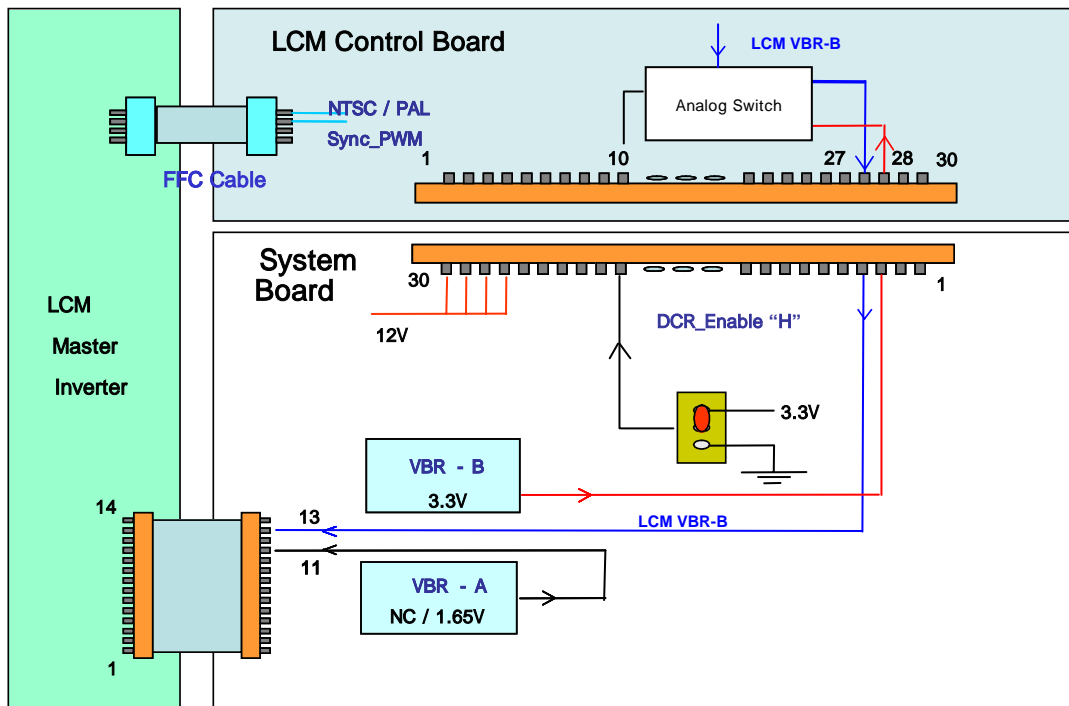 LCM Control Board
LCM VBR-B
Analog Switch
NTSC / PAL
Sync_PWM
FFC Cable
1
10
27
28
30
System
Board
30
1
12V
DCR_Enable “H”
3.3V
LCM
Master
Inverter
VBR - B
3.3V
14
13
LCM VBR-B
11
VBR - A
NC / 1.65V
1